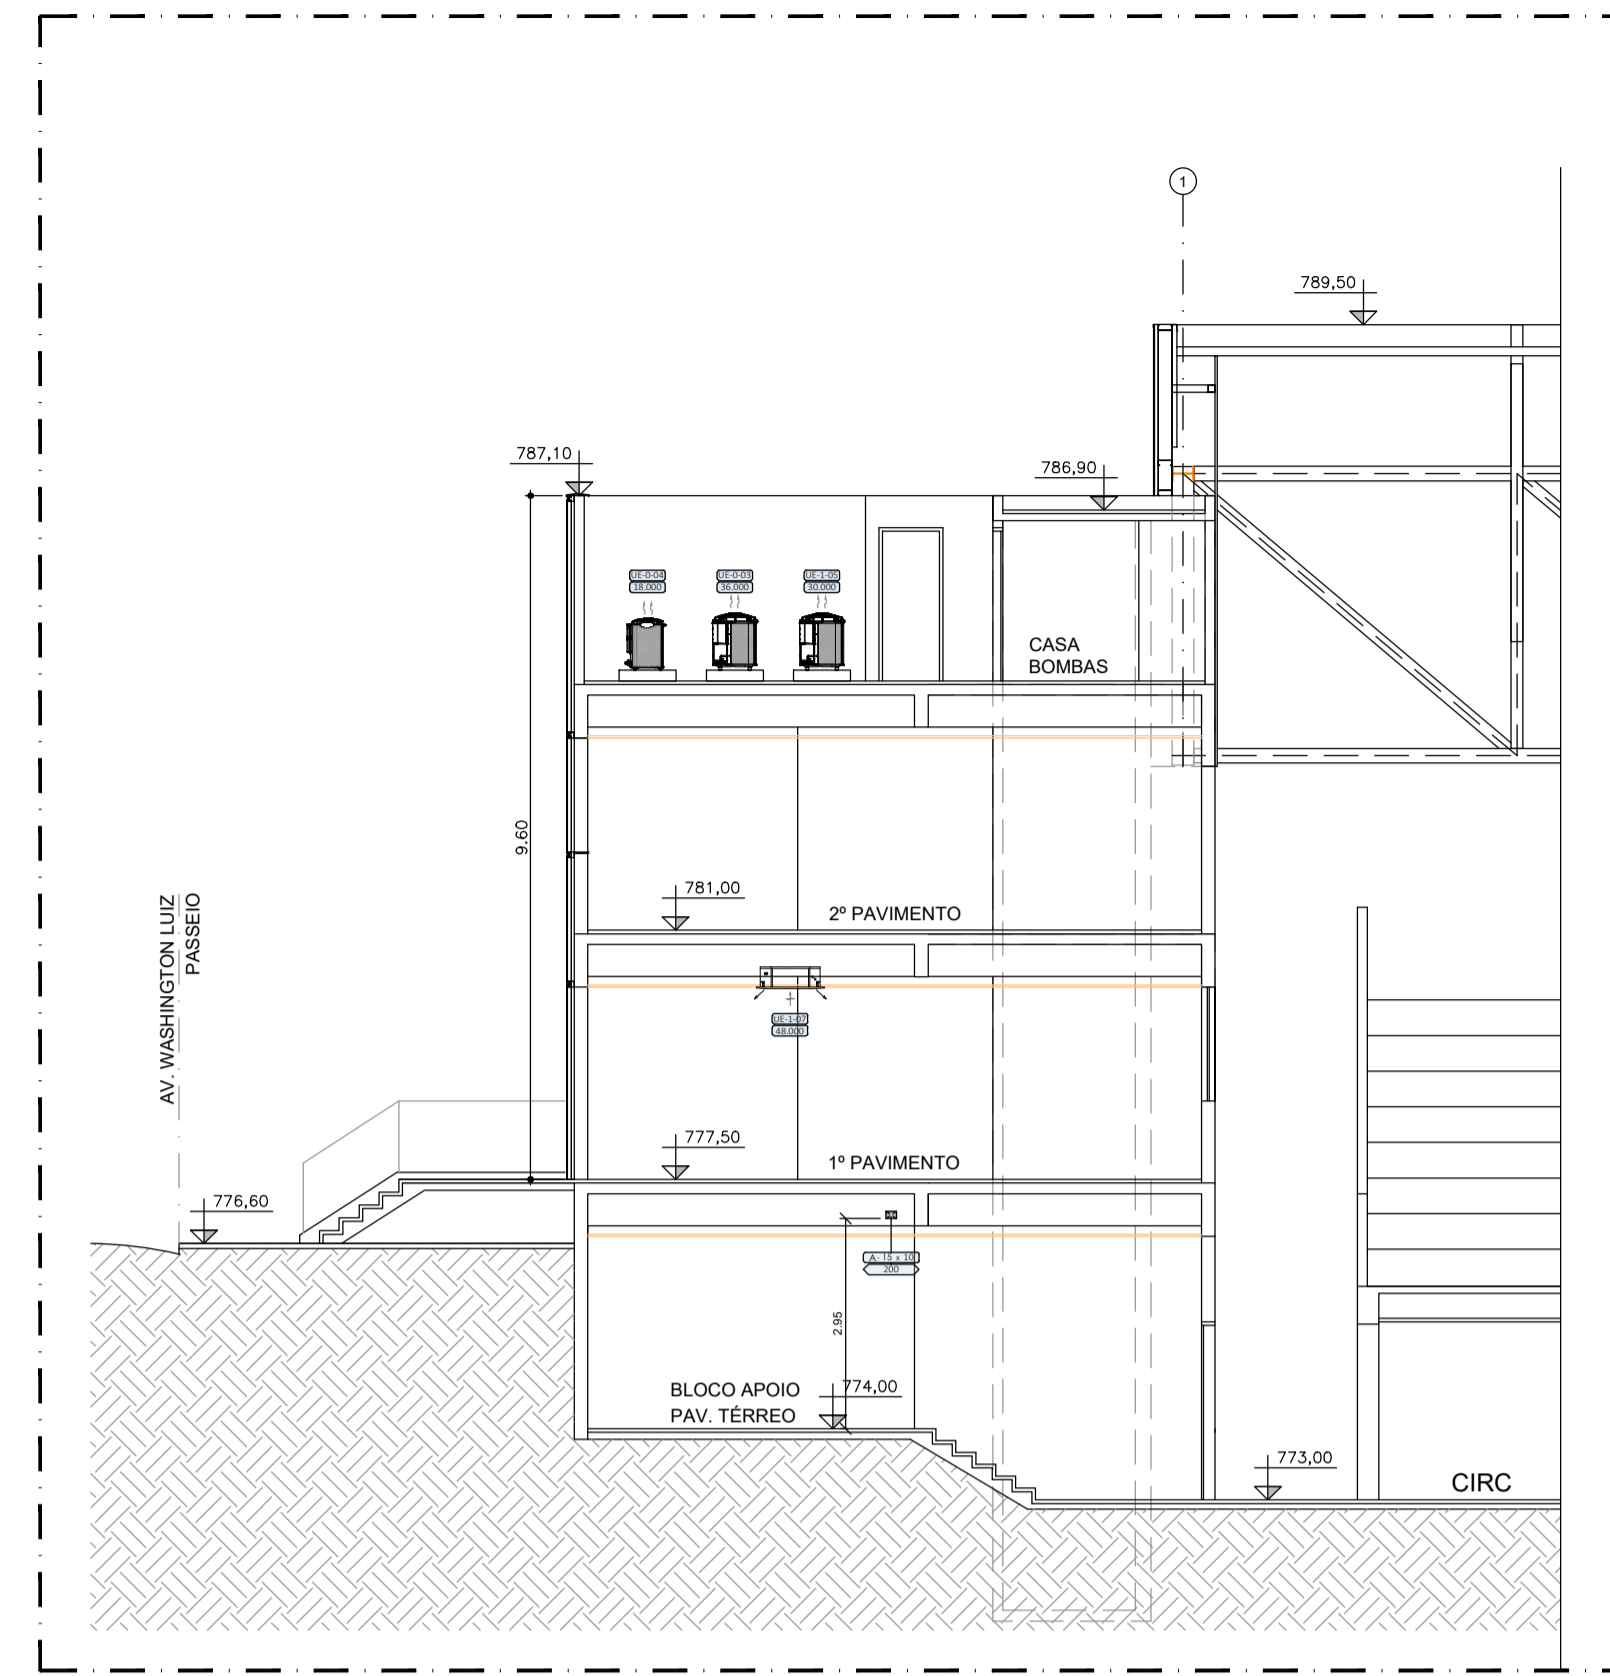 1
789,50
787,10
786,90
UE-0-04
18.000
UE-0-03
36.000
UE-1-05
30.000
CASA
BOMBAS
9.60
781,00
2º PAVIMENTO
AV. WASHINGTON LUIZ
PASSEIO
UE-1-07
48.000
777,50
1º PAVIMENTO
776,60
A- 15 x 10
200
2.95
BLOCO APOIO
PAV. TÉRREO
774,00
773,00
CIRC